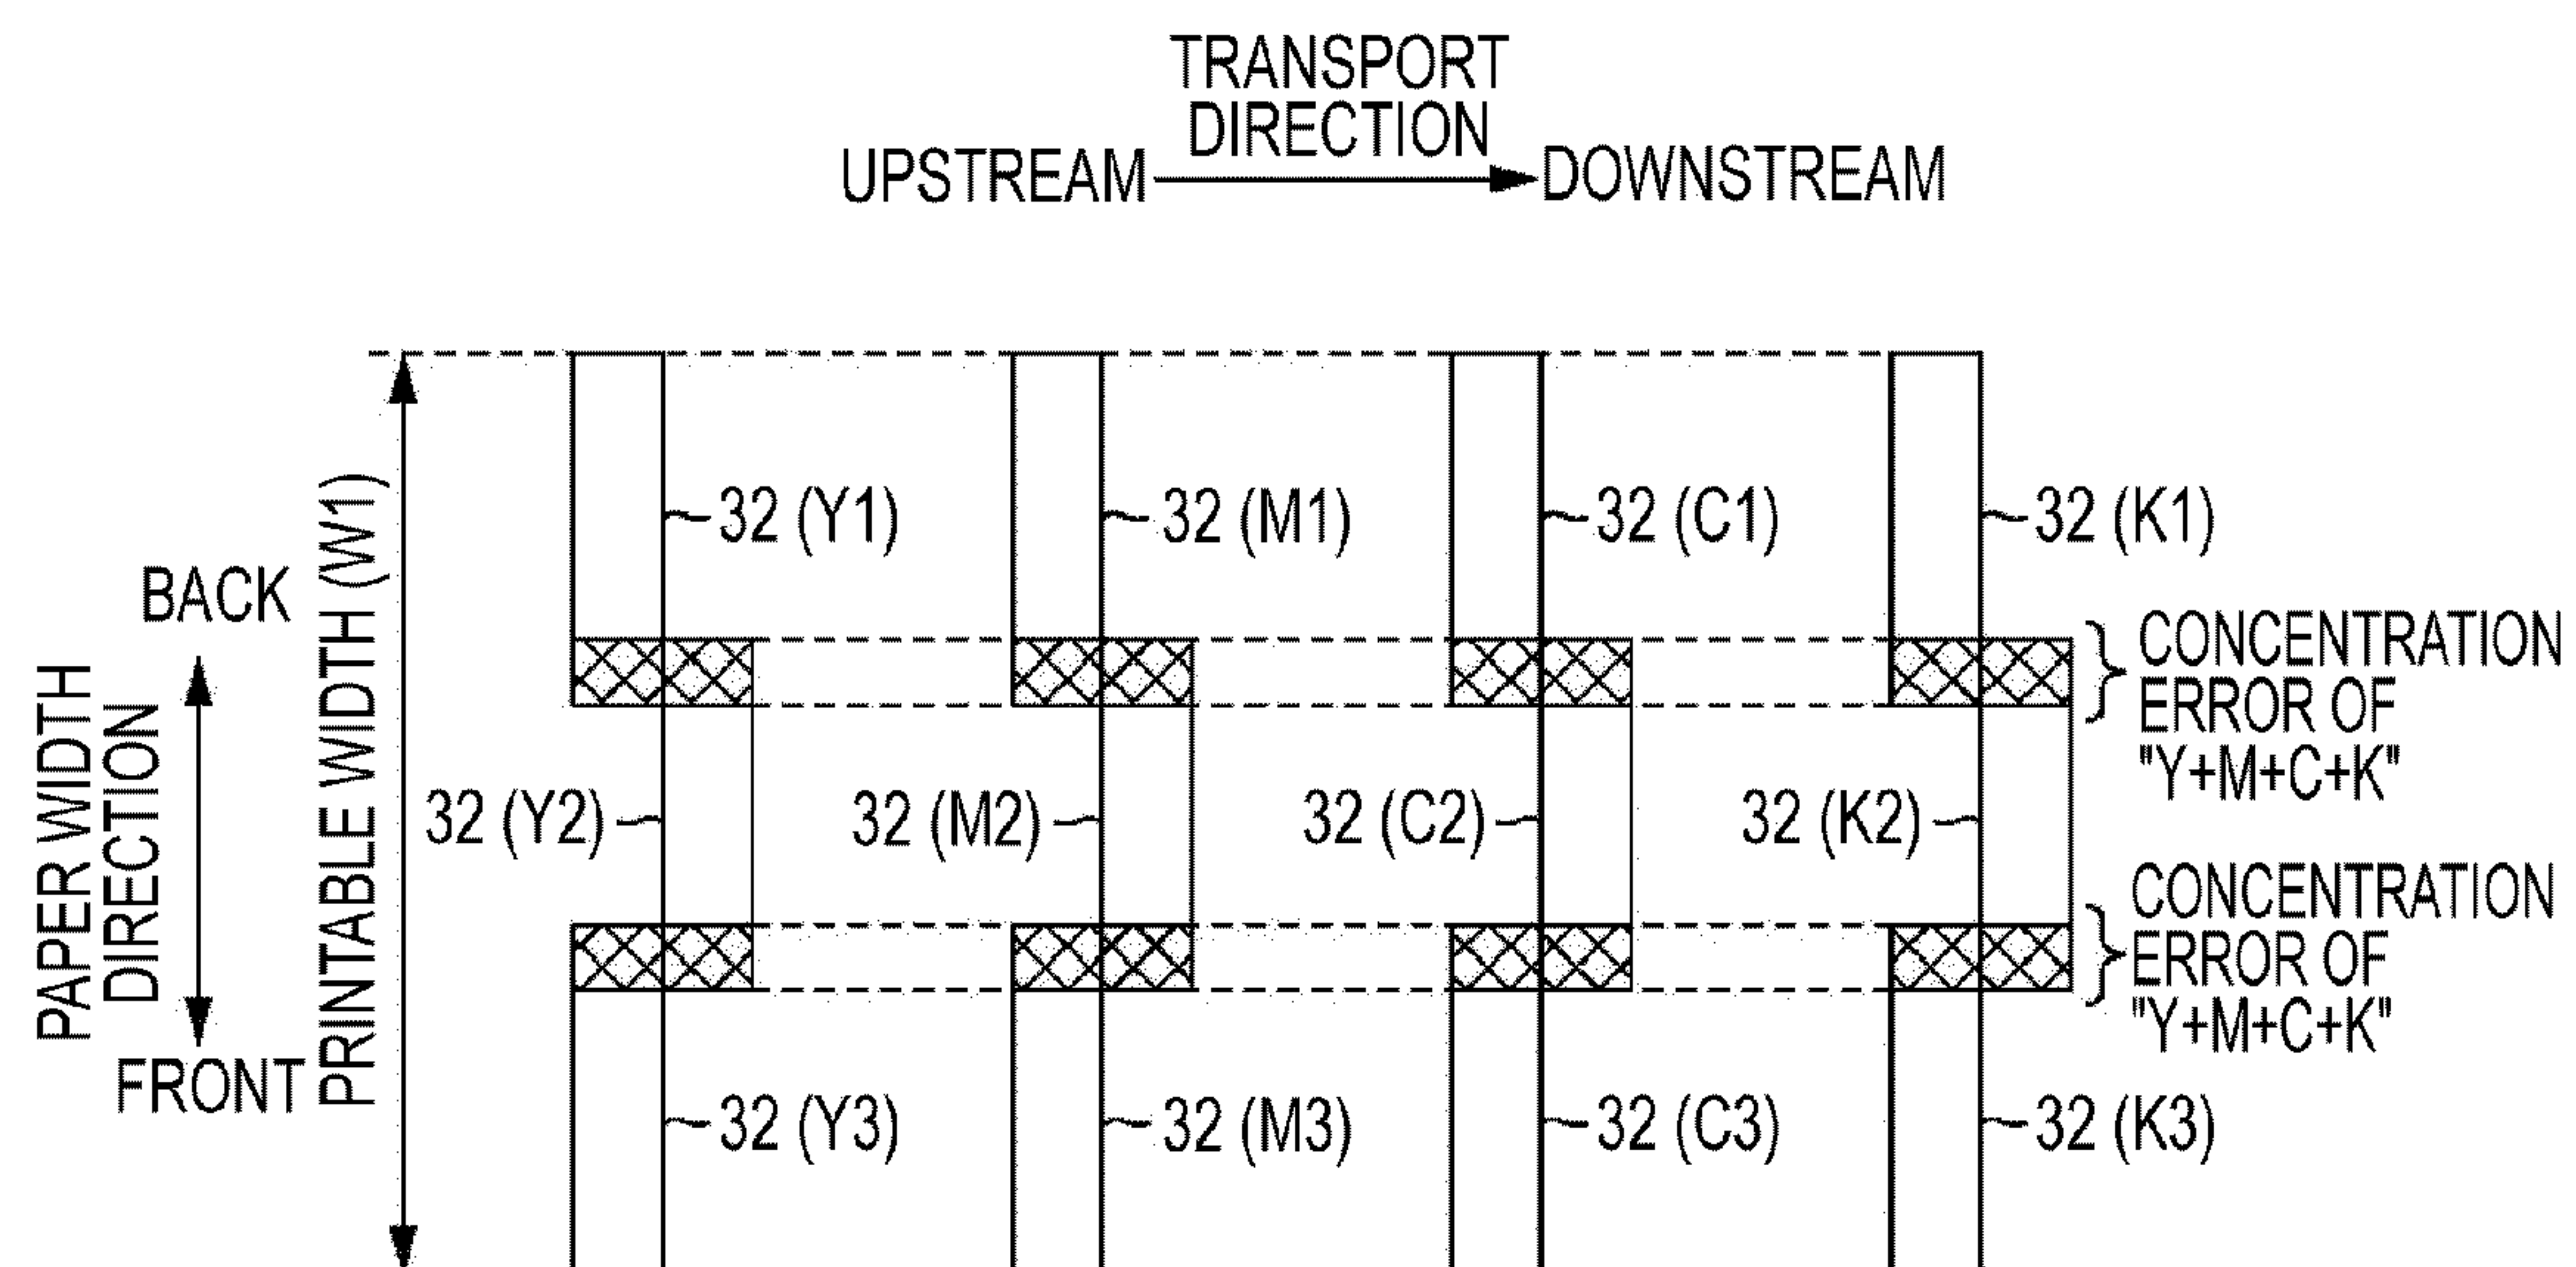 TRANSPORT
DIRECTION
UPSTREAM
DOWNSTREAM
32 (Y1)
32 (M1)
32 (C1)
32 (K1)
BACK
PAPER WIDTH
DIRECTION
FRONT
PRINTABLE WIDTH (W1)
CONCENTRATION
ERROR OF
"Y+M+C+K"
32 (Y2)
32 (M2)
32 (C2)
32 (K2)
CONCENTRATION
ERROR OF
"Y+M+C+K"
32 (Y3)
32 (M3)
32 (C3)
32 (K3)